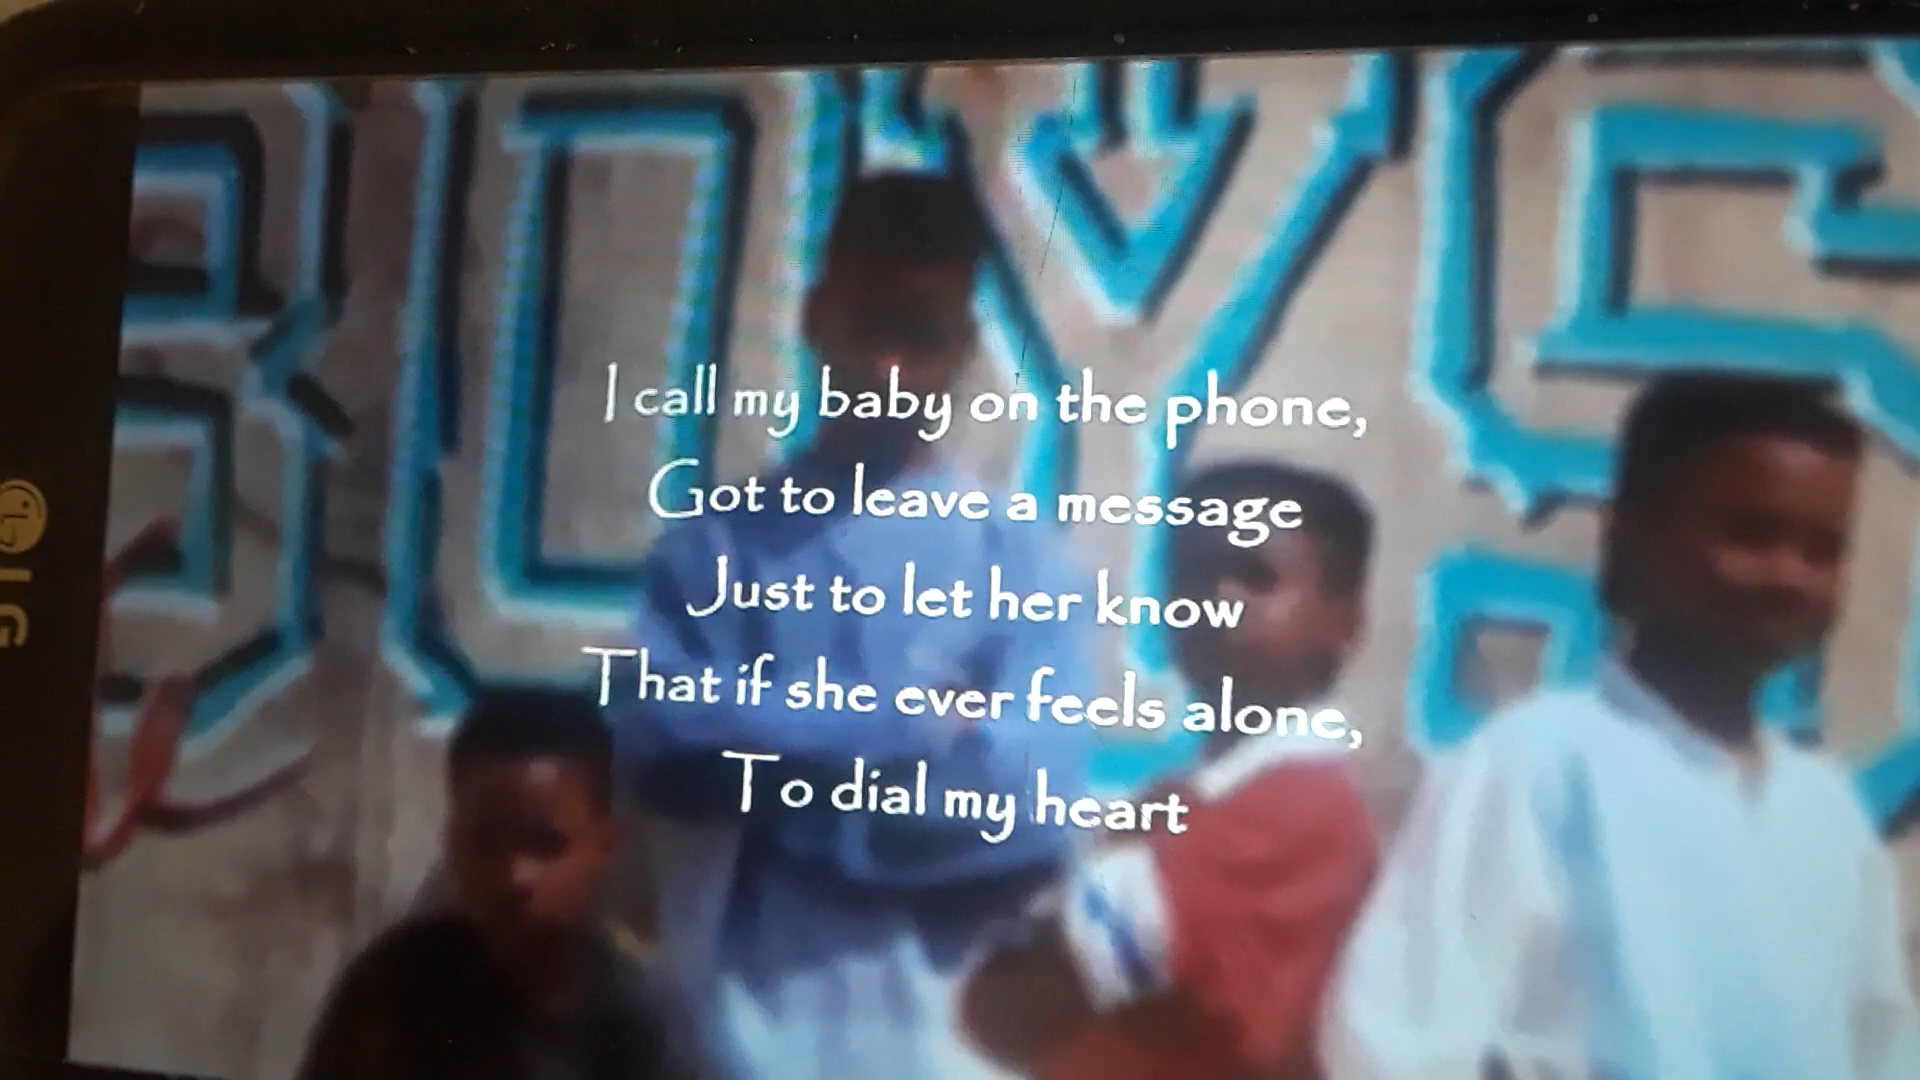 BOYS
I call my baby on the phone,
Got to leave a message
Just to let her know
That if she ever feels alone,
To dial my heart
LG